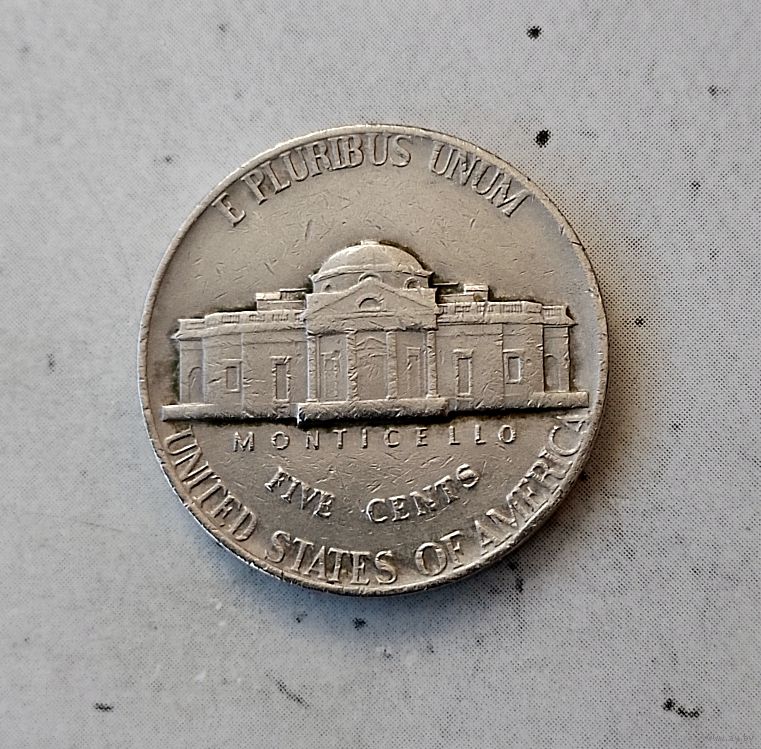 E PLURIBUS UNUM
MONTICELLO
FIVE CENTS
UNITED STATES OF AMERICA